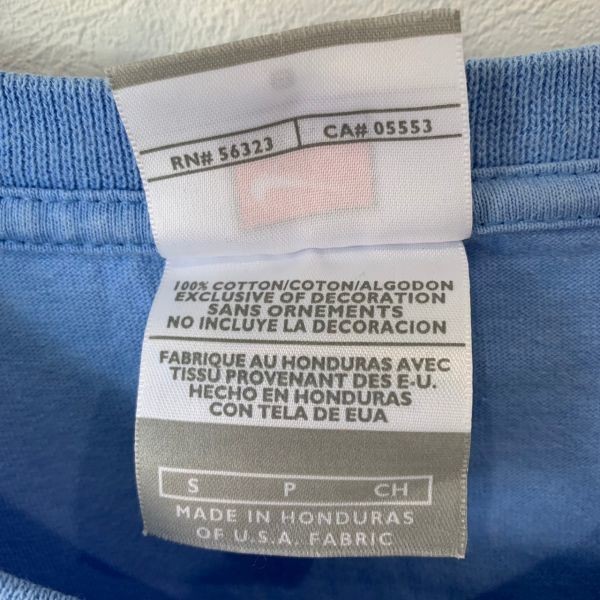 RN# 56323 CA# 05553
100% COTTON/COTON/ALGODON
EXCLUSIVE OF DECORATION
SANS ORNEMENTS
NO INCLUYE LA DECORACION
FABRIQUE AU HONDURAS AVEC
TISSU PROVENANT DES E-U.
HECHO EN HONDURAS
CON TELA DE EUA
S P CH
MADE IN HONDURAS
OF U.S.A. FABRIC